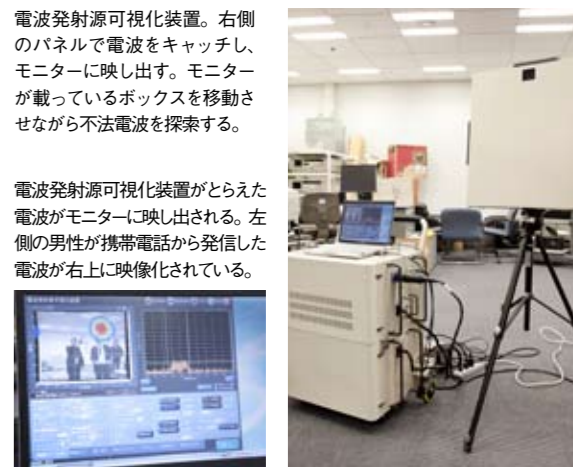 電波発射源可視化装置。右側
のパネルで電波をキャッチし、
モニターに映し出す。モニター
が載っているボックスを移動さ
せながら不法電波を探索する。
電波発射源可視化装置がとらえた
電波がモニターに映し出される。左
側の男性が携帯電話から発信した
電波が右上に映像化されている。